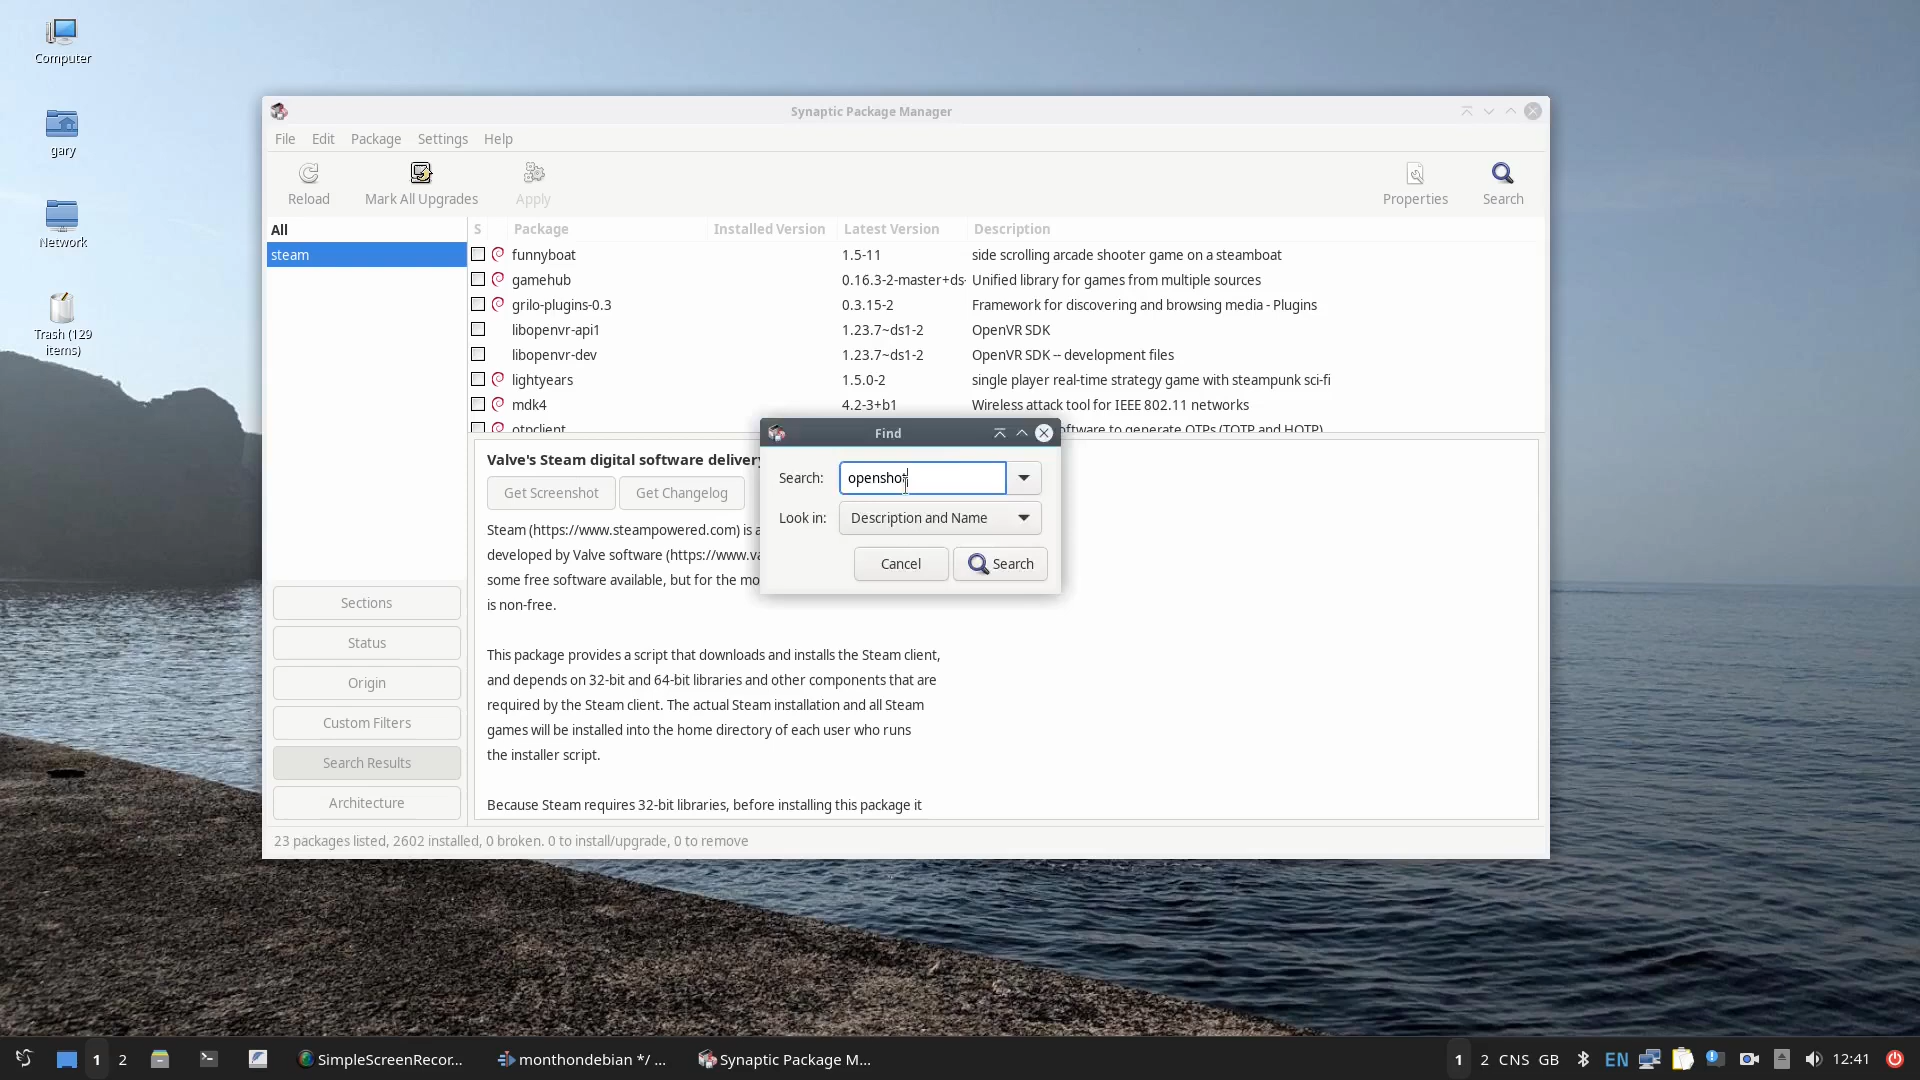 Computer
gary
Network
Trash (129
items)
Synaptic Package Manager
File Edit Package Settings Help
Reload Mark All Upgrades Apply Properties Search
All
steam
S Package Installed Version Latest Version Description
funnyboat 1.5-11 side scrolling arcade shooter game on a steamboat
gamehub 0.16.3-2-master+ds- Unified library for games from multiple sources
grilo-plugins-0.3 0.3.15-2 Framework for discovering and browsing media - Plugins
libopenvr-api1 1.23.7~ds1-2 OpenVR SDK
libopenvr-dev 1.23.7~ds1-2 OpenVR SDK -- development files
lightyears 1.5.0-2 single player real-time strategy game with steampunk sci-fi
mdk4 4.2-3+b1 Wireless attack tool for IEEE 802.11 networks
otpclient software to generate OTPs (TOTP and HOTP)
Find
Search: openshot
Look in: Description and Name
Cancel Search
Valve's Steam digital software delivery
Get Screenshot Get Changelog
Steam (https://www.steampowered.com) is a
developed by Valve software (https://www.va
some free software available, but for the mo
is non-free.
This package provides a script that downloads and installs the Steam client,
and depends on 32-bit and 64-bit libraries and other components that are
required by the Steam client. The actual Steam installation and all Steam
games will be installed into the home directory of each user who runs
the installer script.
Because Steam requires 32-bit libraries, before installing this package it
Sections
Status
Origin
Custom Filters
Search Results
Architecture
23 packages listed, 2602 installed, 0 broken. 0 to install/upgrade, 0 to remove
1 2 SimpleScreenRecor... monthondebian */ ... Synaptic Package M... 1 2 CNS GB EN 12:41